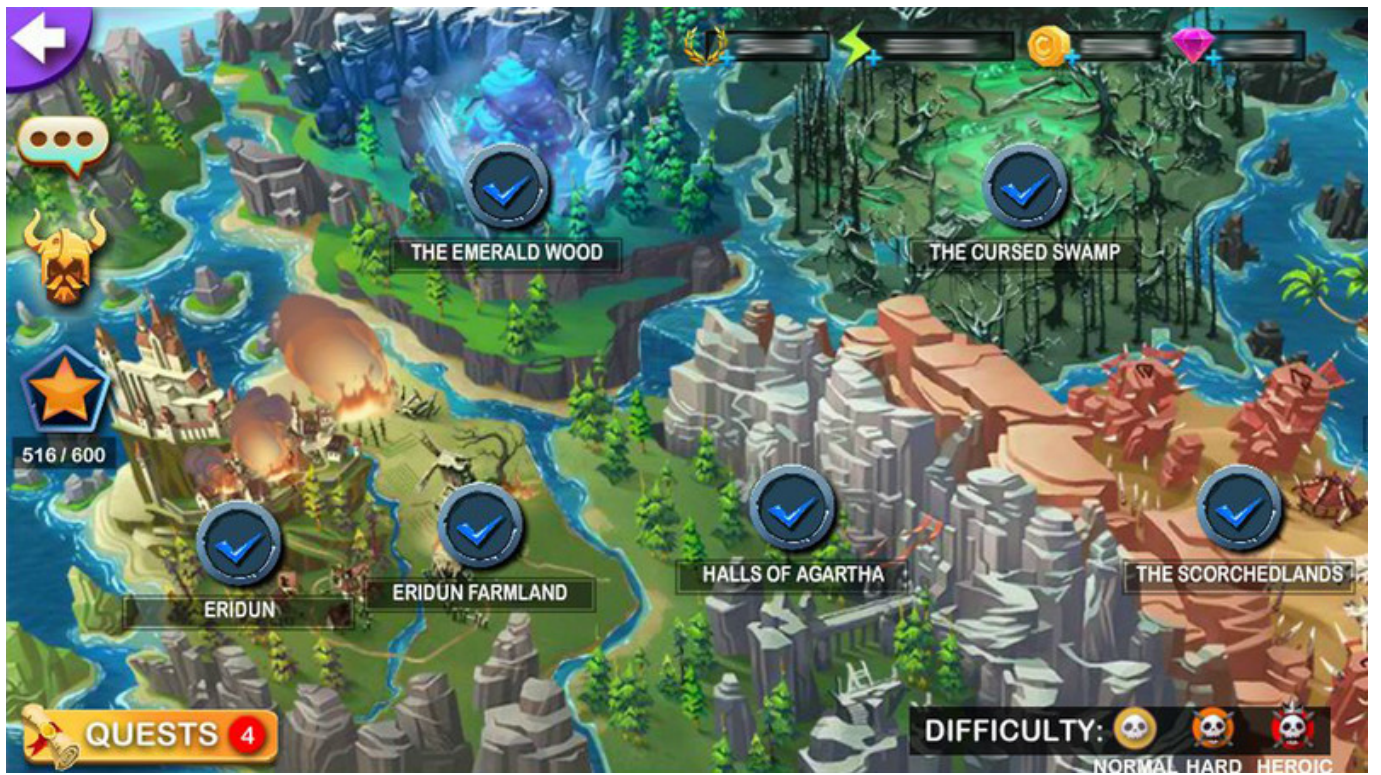 THE EMERALD WOOD
THE CURSED SWAMP
516 / 600
HALLS OF AGARTHA
THE SCORCHEDLANDS
ERIDUN FARMLAND
ERIDUN
QUESTS 4
DIFFICULTY:
NORMAL HARD HEROIC